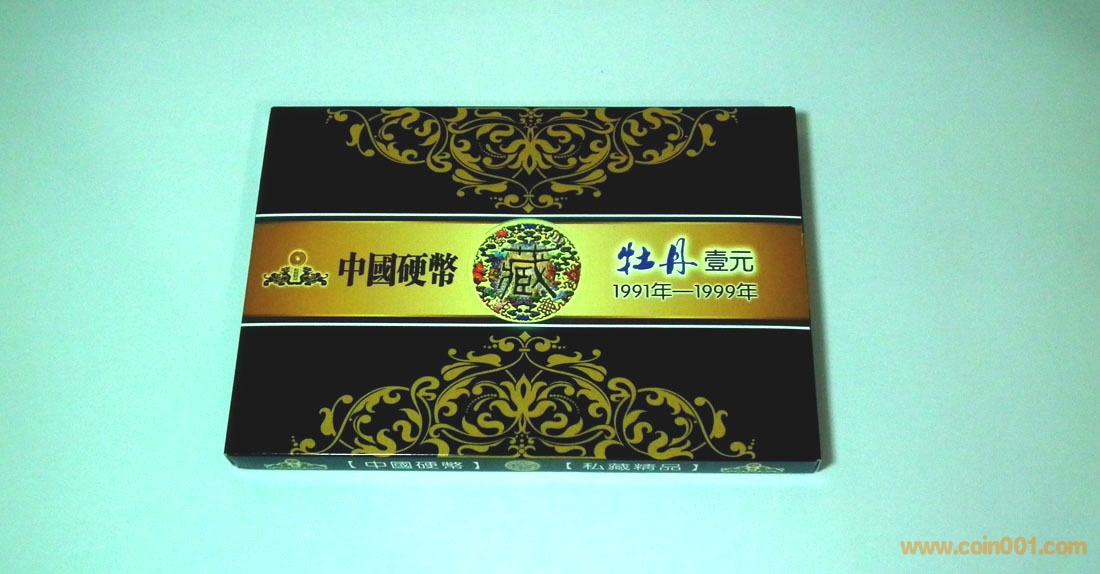 中國硬幣
藏
牡丹壹元
1991年—1999年
【中國硬幣】
【私藏精品】
www.coin001.com